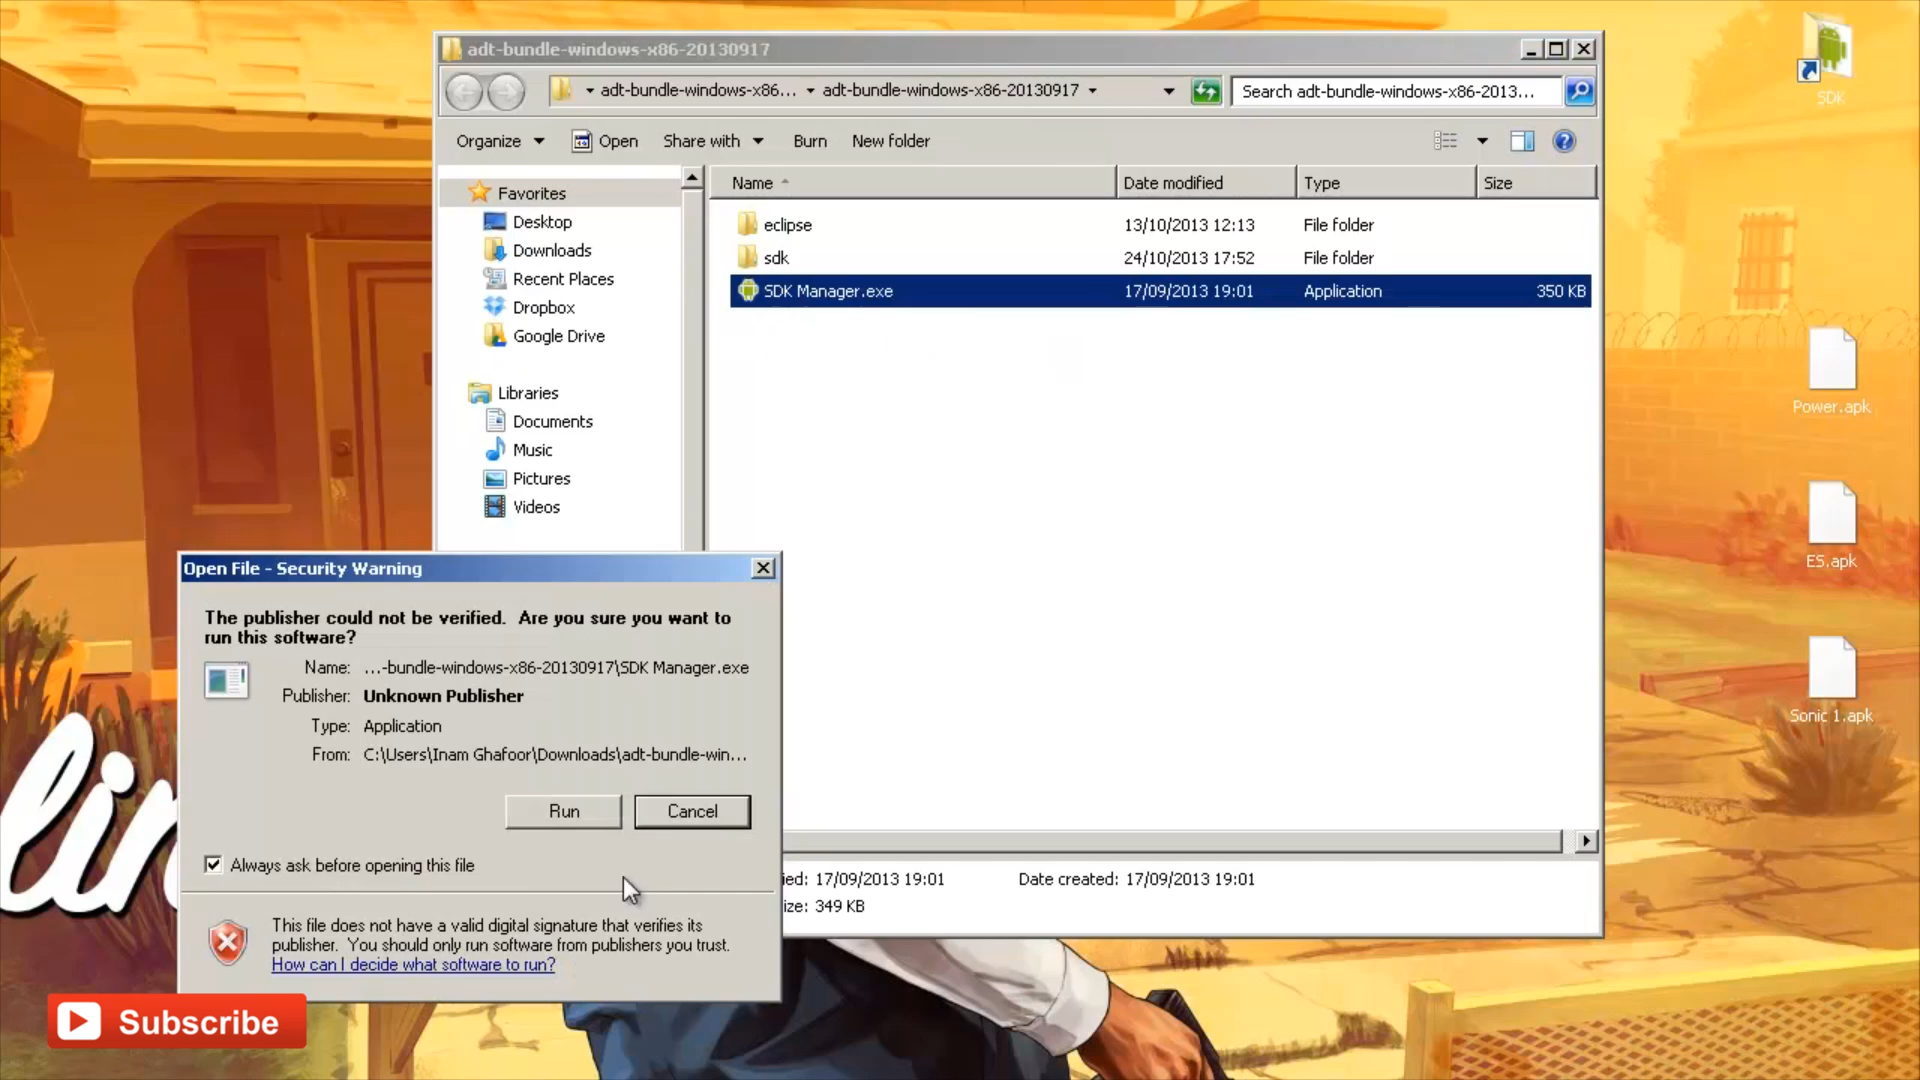 adt-bundle-windows-x86-20130917
adt-bundle-windows-x86... adt-bundle-windows-x86-20130917
Search adt-bundle-windows-x86-2013...
Organize Open Share with Burn New folder
Name Date modified Type Size
Favorites
Desktop
Downloads
Recent Places
Dropbox
Google Drive
Libraries
Documents
Music
Pictures
Videos
eclipse 13/10/2013 12:13 File folder
sdk 24/10/2013 17:52 File folder
SDK Manager.exe 17/09/2013 19:01 Application 350 KB
ied: 17/09/2013 19:01 Date created: 17/09/2013 19:01
ize: 349 KB
Open File - Security Warning
The publisher could not be verified. Are you sure you want to
run this software?
Name: ...-bundle-windows-x86-20130917\SDK Manager.exe
Publisher: Unknown Publisher
Type: Application
From: C:\Users\Inam Ghafoor\Downloads\adt-bundle-win...
Run Cancel
Always ask before opening this file
This file does not have a valid digital signature that verifies its
publisher. You should only run software from publishers you trust.
How can I decide what software to run?
SDK
Power.apk
ES.apk
Sonic 1.apk
lin
Subscribe